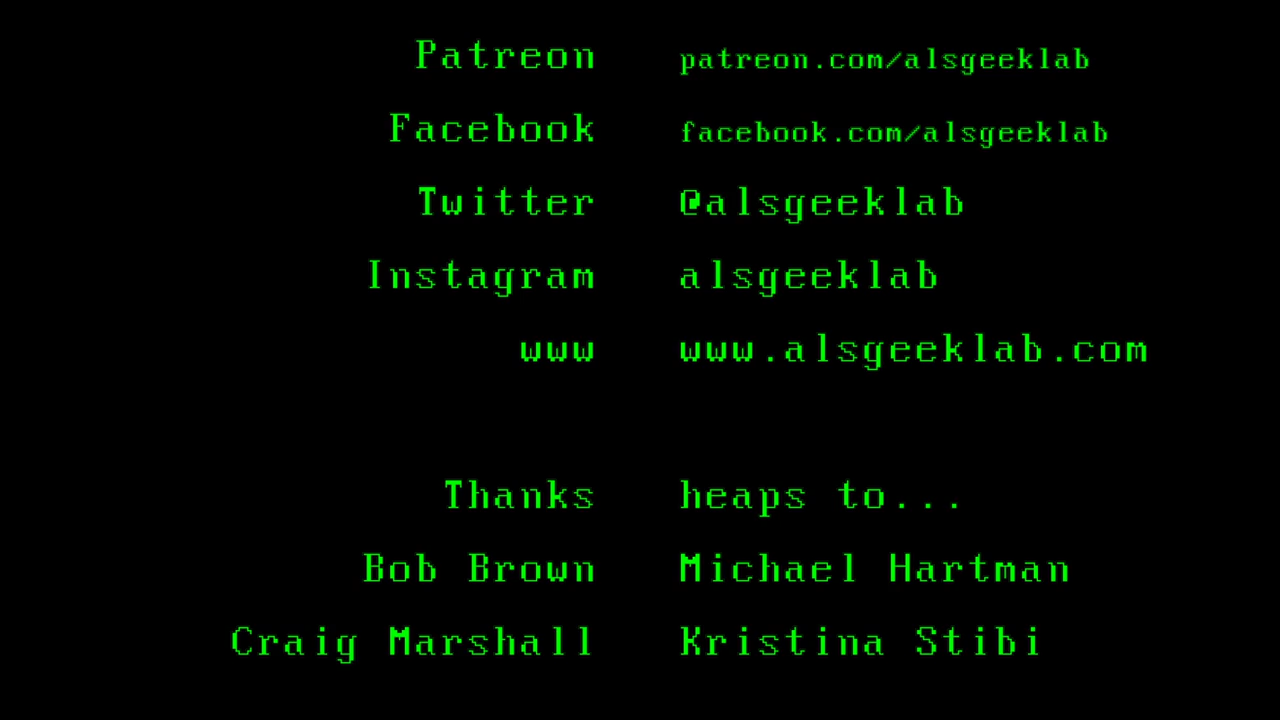 Patreon patreon.com/alsgeeklab
Facebook facebook.com/alsgeeklab
Twitter @alsgeeklab
Instagram alsgeeklab
www www.alsgeeklab.com
Thanks heaps to...
Bob Brown Michael Hartman
Craig Marshall Kristina Stibi